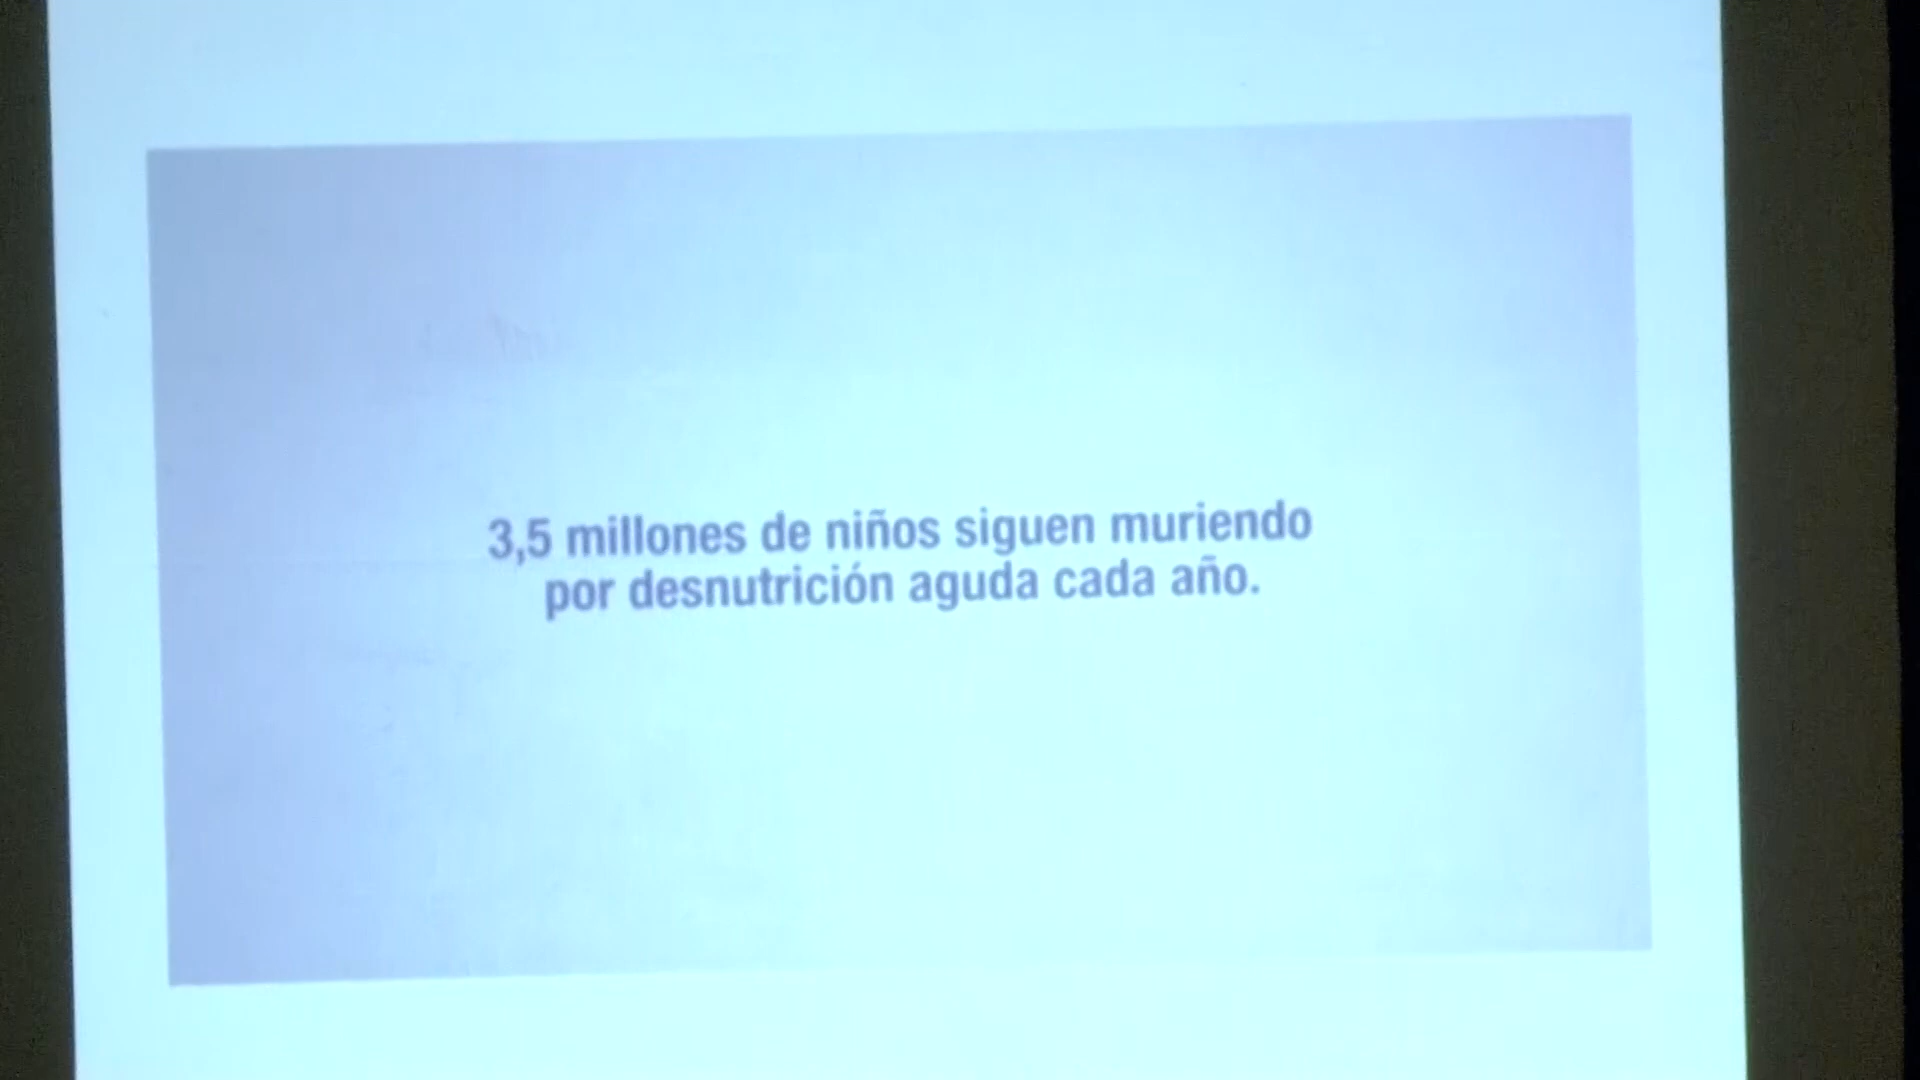 3,5 millones de niños siguen muriendo
por desnutrición aguda cada año.